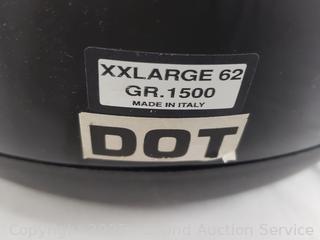 XXLARGE 62
GR.1500
MADE IN ITALY
DOT